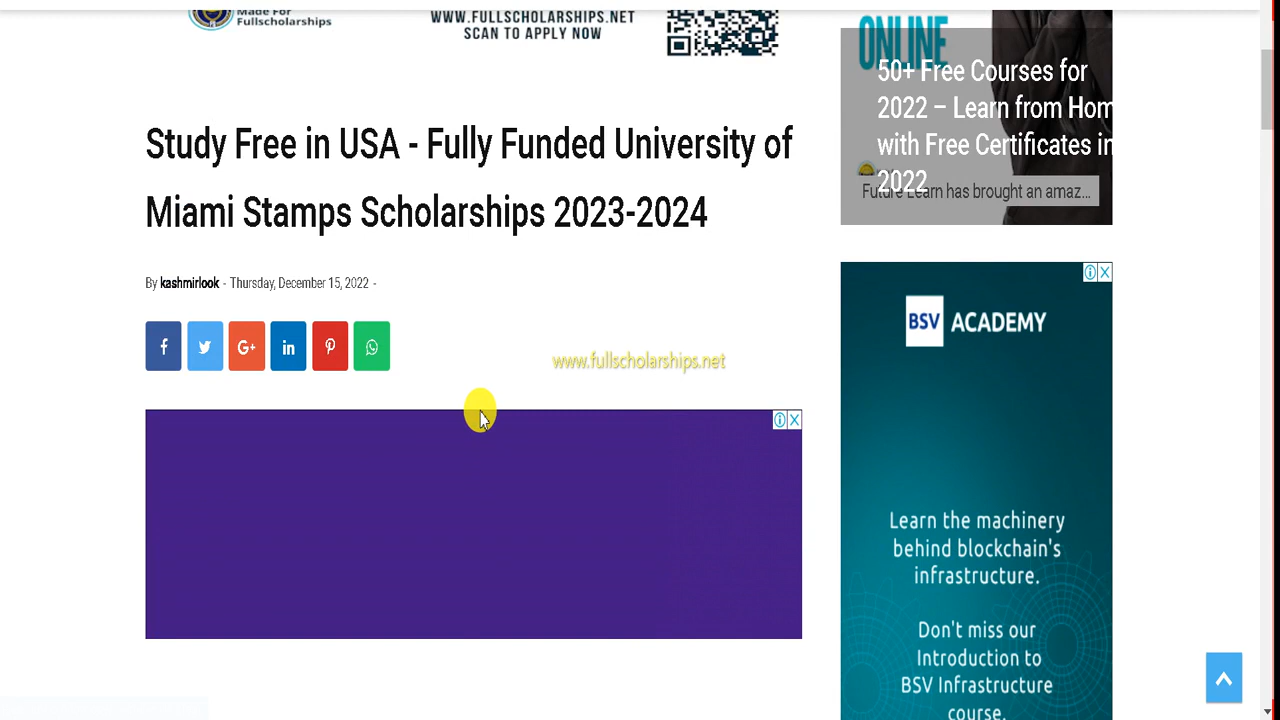 Made For
Fullscholarships
WWW.FULLSCHOLARSHIPS.NET
SCAN TO APPLY NOW
Study Free in USA - Fully Funded University of
Miami Stamps Scholarships 2023-2024
By kashmirlook - Thursday, December 15, 2022 -
www.fullscholarships.net
ONLINE
50+ Free Courses for
2022 – Learn from Hom
with Free Certificates in
2022
Future Learn has brought an amaz...
BSV ACADEMY
Learn the machinery
behind blockchain's
infrastructure.
Don't miss our
Introduction to
BSV Infrastructure
course.